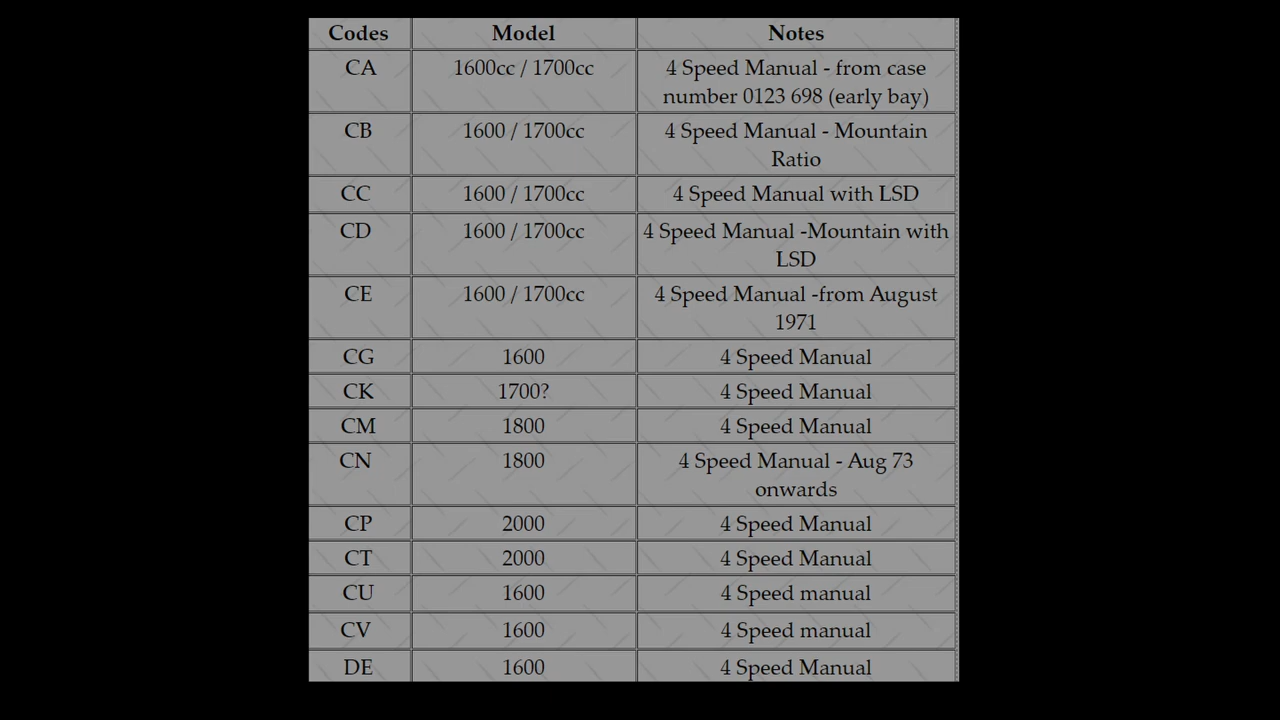 Codes Model Notes
CA 1600cc / 1700cc 4 Speed Manual - from case
number 0123 698 (early bay)
CB 1600 / 1700cc 4 Speed Manual - Mountain
Ratio
CC 1600 / 1700cc 4 Speed Manual with LSD
CD 1600 / 1700cc 4 Speed Manual -Mountain with
LSD
CE 1600 / 1700cc 4 Speed Manual -from August
1971
CG 1600 4 Speed Manual
CK 1700? 4 Speed Manual
CM 1800 4 Speed Manual
CN 1800 4 Speed Manual - Aug 73
onwards
CP 2000 4 Speed Manual
CT 2000 4 Speed Manual
CU 1600 4 Speed manual
CV 1600 4 Speed manual
DE 1600 4 Speed Manual